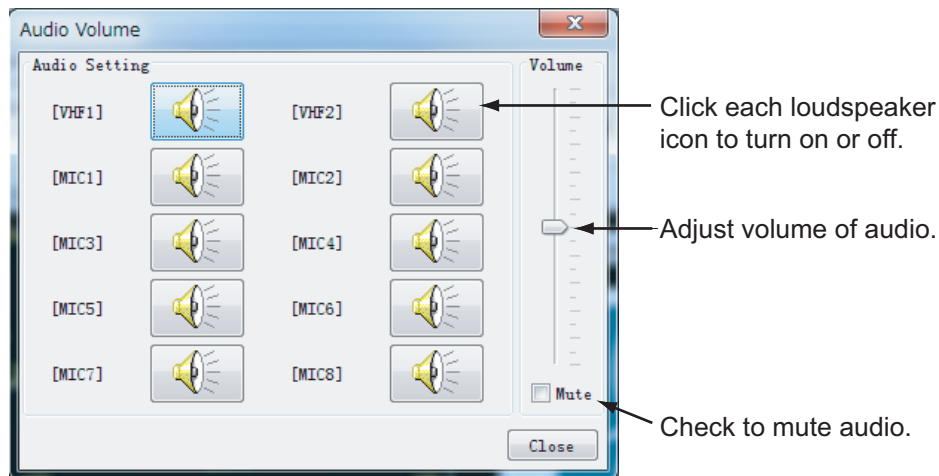 Audio Volume
Audio Setting
Volume
[VHF1]
[VHF2]
[MIC1]
[MIC2]
[MIC3]
[MIC4]
[MIC5]
[MIC6]
[MIC7]
[MIC8]
Mute
Close
Click each loudspeaker
icon to turn on or off.
Adjust volume of audio.
Check to mute audio.